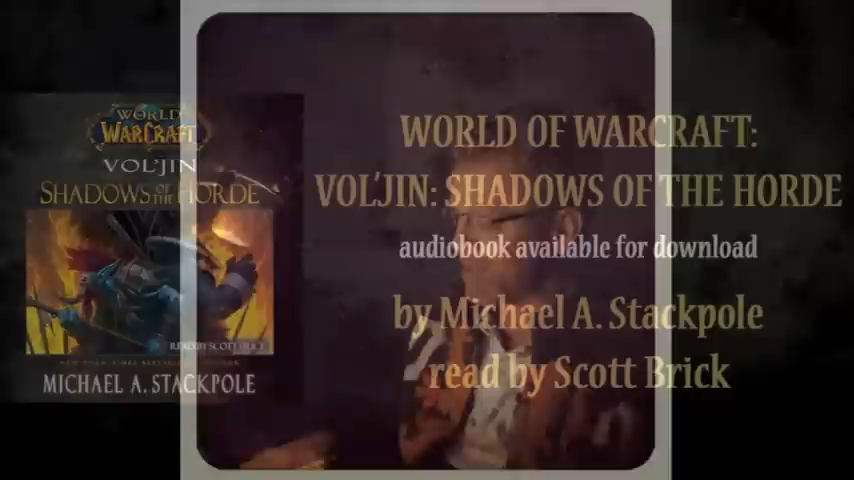 WORLD
OF
WARCRAFT
VOL'JIN
SHADOWS OF THE HORDE
READ BY SCOTT BRICK
MICHAEL A. STACKPOLE
WORLD OF WARCRAFT:
VOL'JIN: SHADOWS OF THE HORDE
audiobook available for download
by Michael A. Stackpole
read by Scott Brick